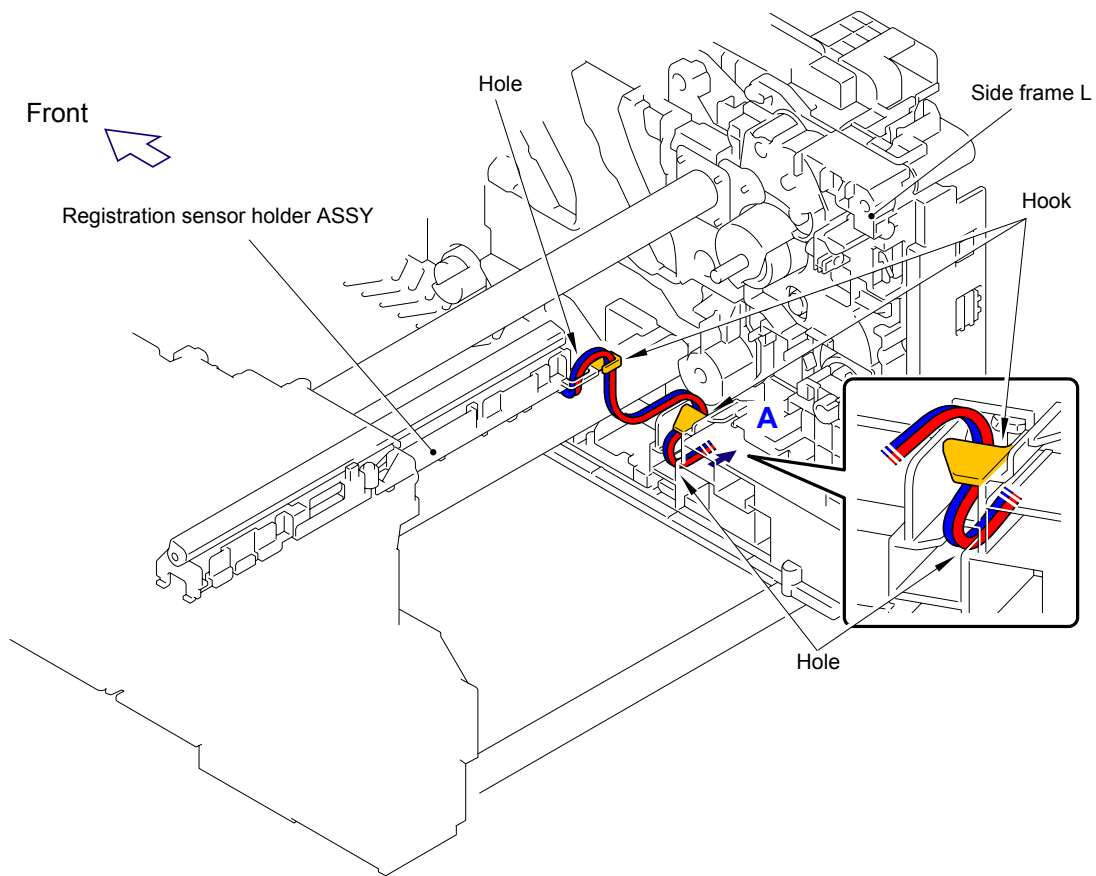 Hole
Side frame L
Front
Hook
Registration sensor holder ASSY
A
Hole